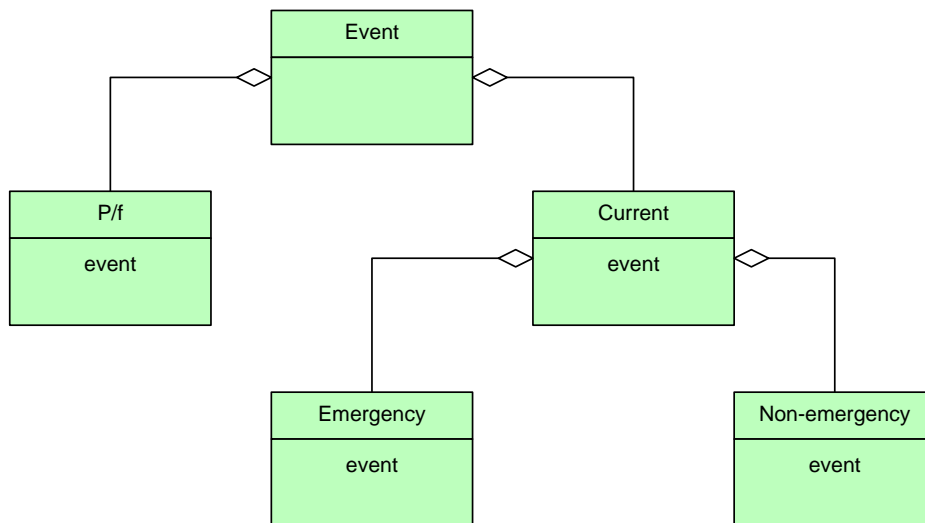 Event
P/f
event
Current
event
Emergency
event
Non-emergency
event